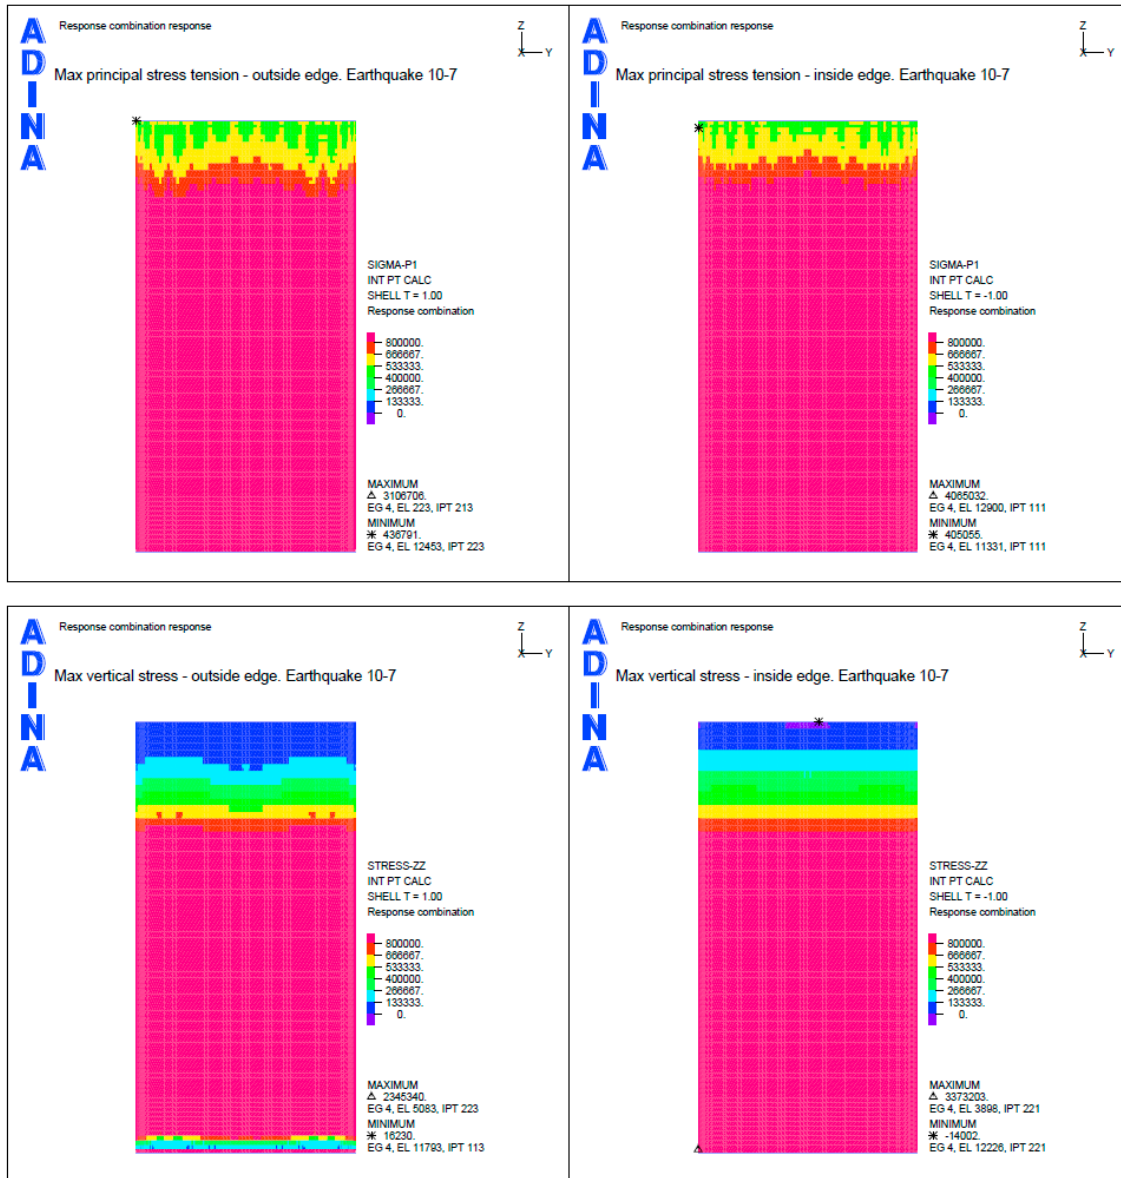 ADINA
Response combination response
Z
X Y
Max principal stress tension - outside edge. Earthquake 10-7
SIGMA-P1
INT PT CALC
SHELL T = 1.00
Response combination
800000.
666667.
533333.
400000.
266667.
133333.
0.
MAXIMUM
Δ 3106706.
EG 4, EL 223, IPT 213
MINIMUM
* 436791.
EG 4, EL 12453, IPT 223
ADINA
Response combination response
Z
X Y
Max principal stress tension - inside edge. Earthquake 10-7
SIGMA-P1
INT PT CALC
SHELL T = -1.00
Response combination
800000.
666667.
533333.
400000.
266667.
133333.
0.
MAXIMUM
Δ 4065032.
EG 4, EL 12900, IPT 111
MINIMUM
* 405055.
EG 4, EL 11331, IPT 111
ADINA
Response combination response
Z
X Y
Max vertical stress - outside edge. Earthquake 10-7
STRESS-ZZ
INT PT CALC
SHELL T = 1.00
Response combination
800000.
666667.
533333.
400000.
266667.
133333.
0.
MAXIMUM
Δ 2345340.
EG 4, EL 5083, IPT 223
MINIMUM
* 16230.
EG 4, EL 11793, IPT 113
ADINA
Response combination response
Z
X Y
Max vertical stress - inside edge. Earthquake 10-7
STRESS-ZZ
INT PT CALC
SHELL T = -1.00
Response combination
800000.
666667.
533333.
400000.
266667.
133333.
0.
MAXIMUM
Δ 3373203.
EG 4, EL 3898, IPT 221
MINIMUM
* -14002.
EG 4, EL 12226, IPT 221